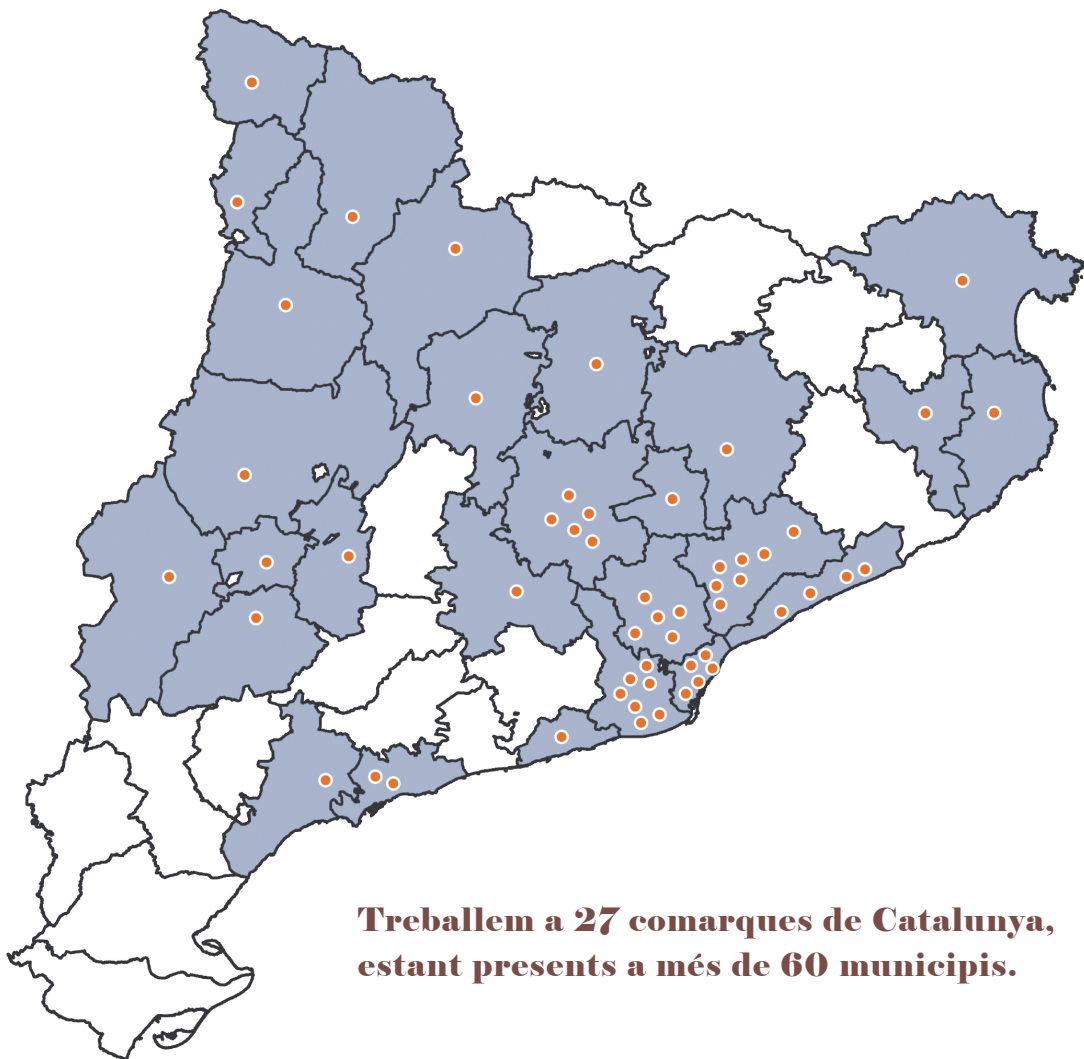 Treballem a 27 comarques de Catalunya,
estant presents a més de 60 municipis.